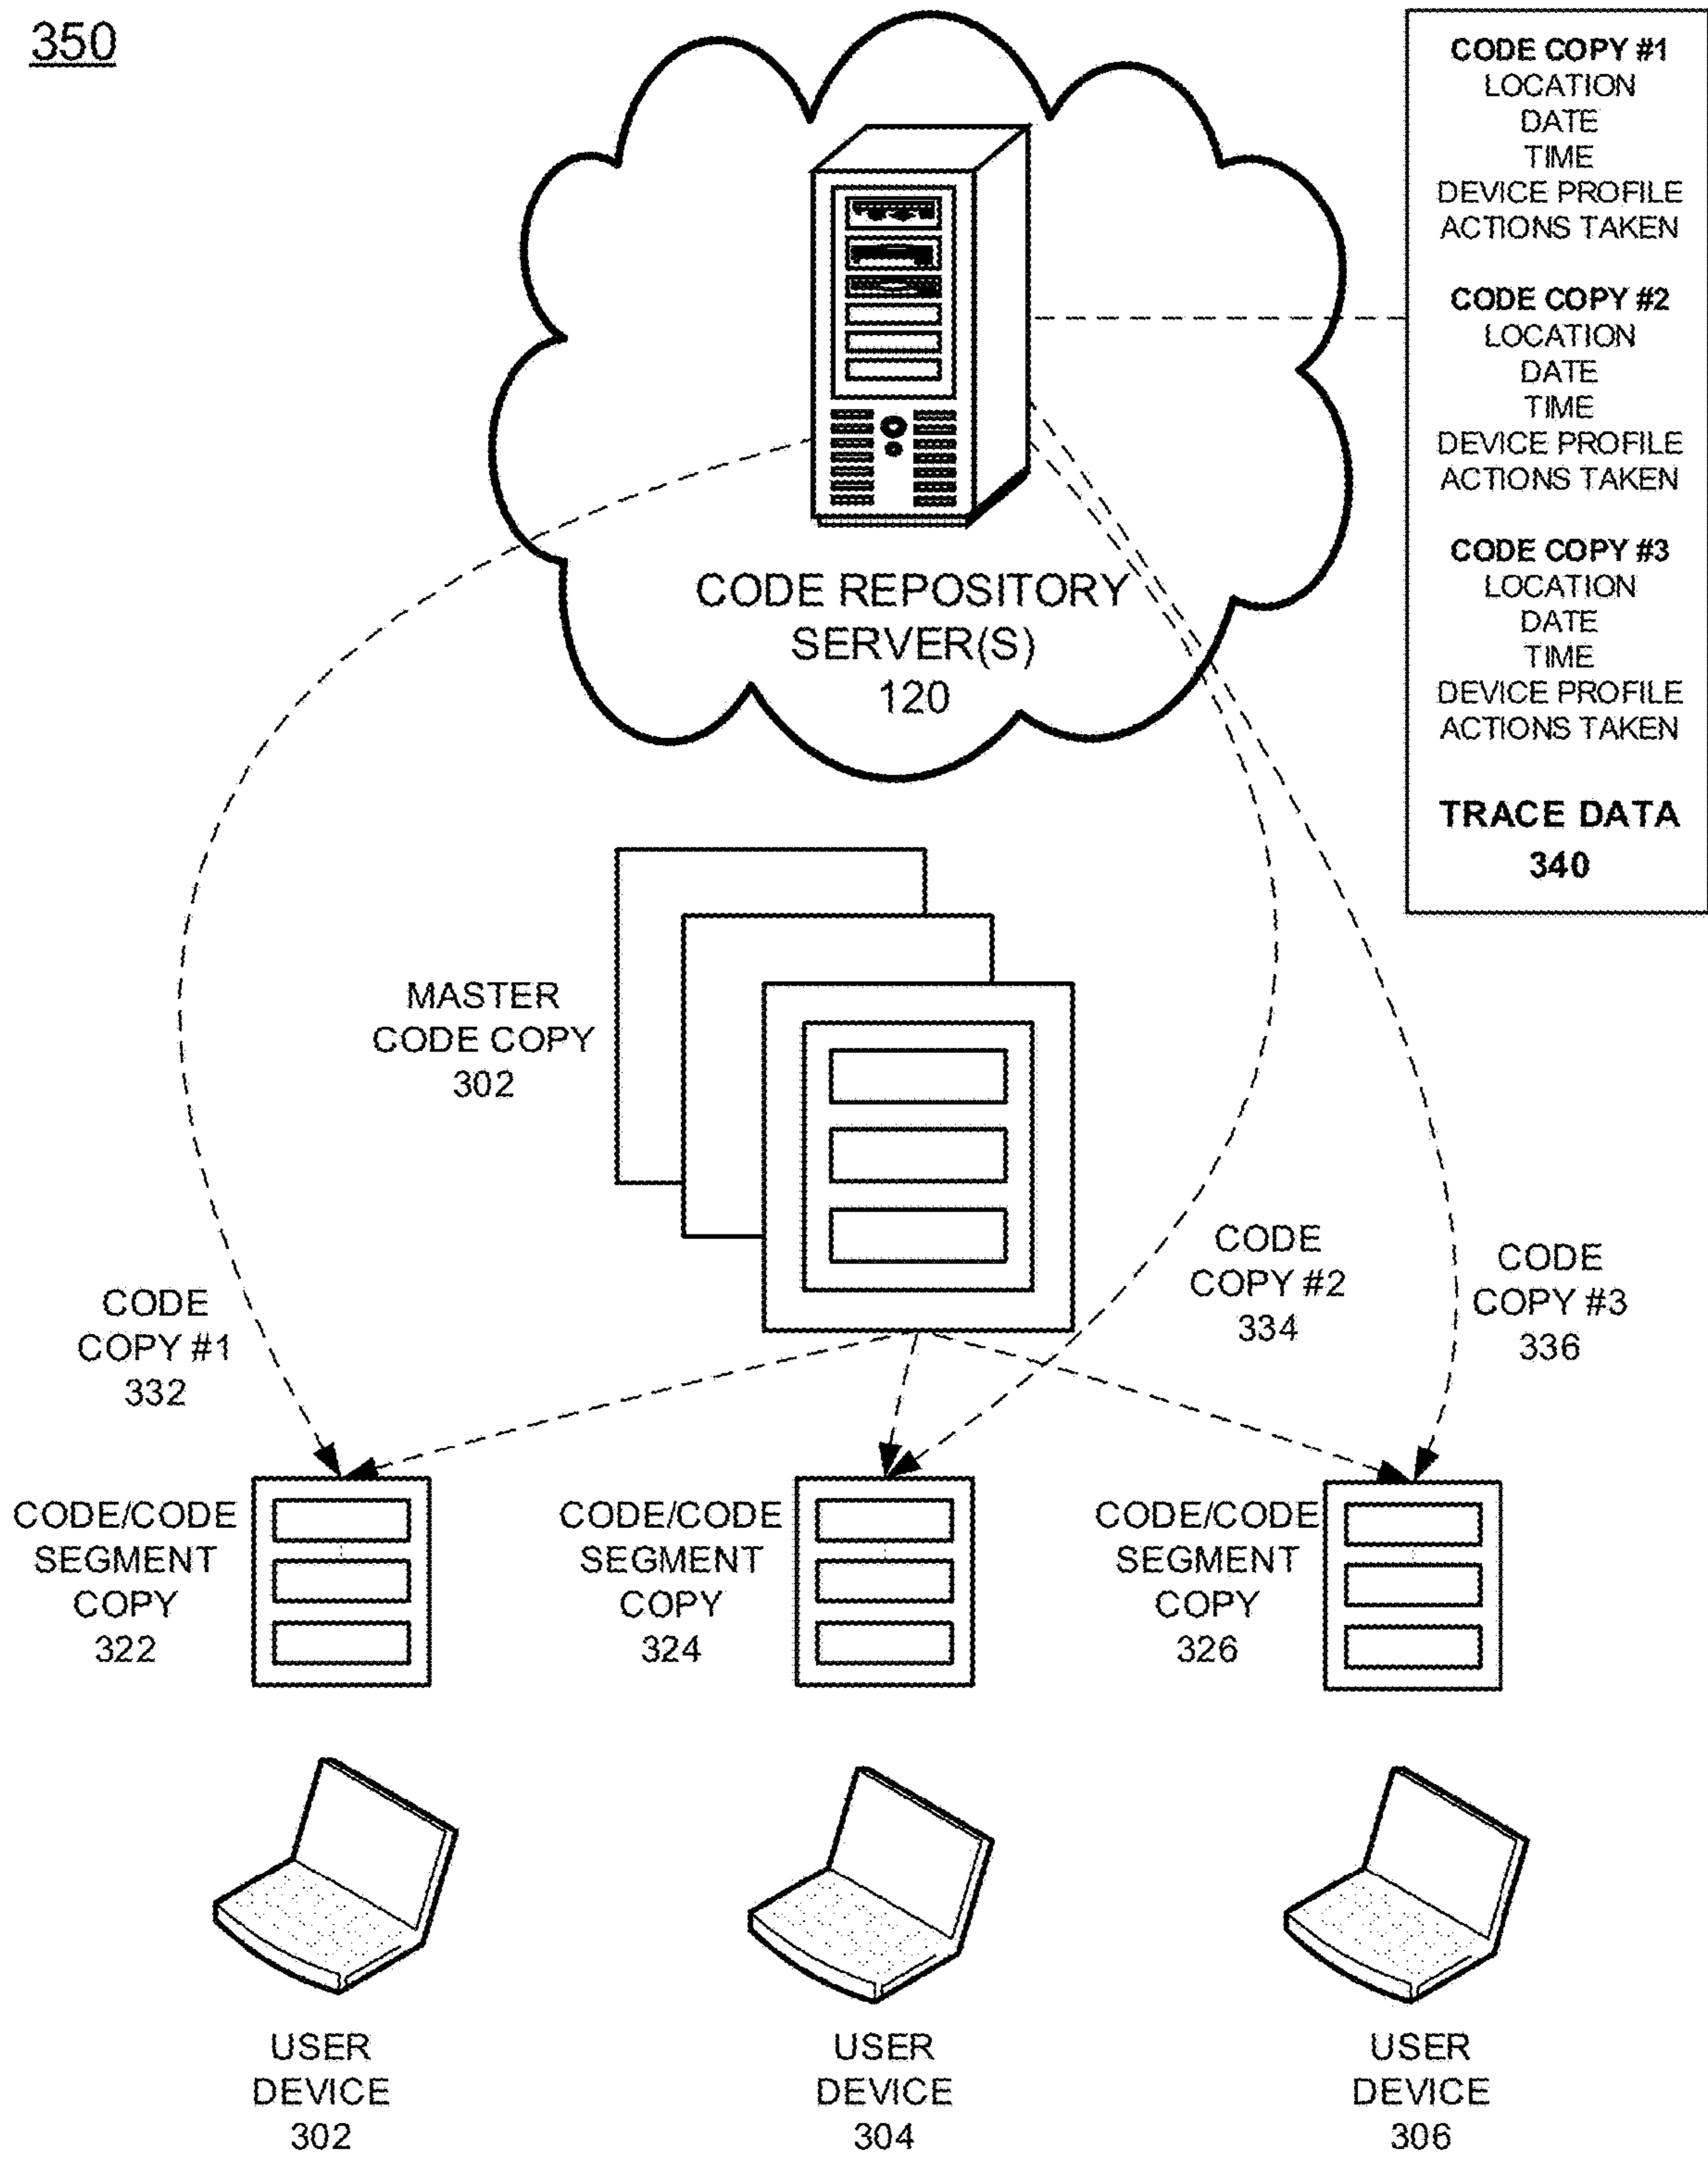 350
CODE COPY #1
LOCATION
DATE
TIME
DEVICE PROFILE
ACTIONS TAKEN
CODE COPY #2
LOCATION
DATE
TIME
DEVICE PROFILE
ACTIONS TAKEN
CODE COPY #3
LOCATION
DATE
TIME
DEVICE PROFILE
ACTIONS TAKEN
TRACE DATA
340
CODE REPOSITORY
SERVER(S)
120
MASTER
CODE COPY
302
CODE
COPY #1
332
CODE
COPY #2
334
CODE
COPY #3
336
CODE/CODE
SEGMENT
COPY
322
CODE/CODE
SEGMENT
COPY
324
CODE/CODE
SEGMENT
COPY
326
USER
DEVICE
302
USER
DEVICE
304
USER
DEVICE
306